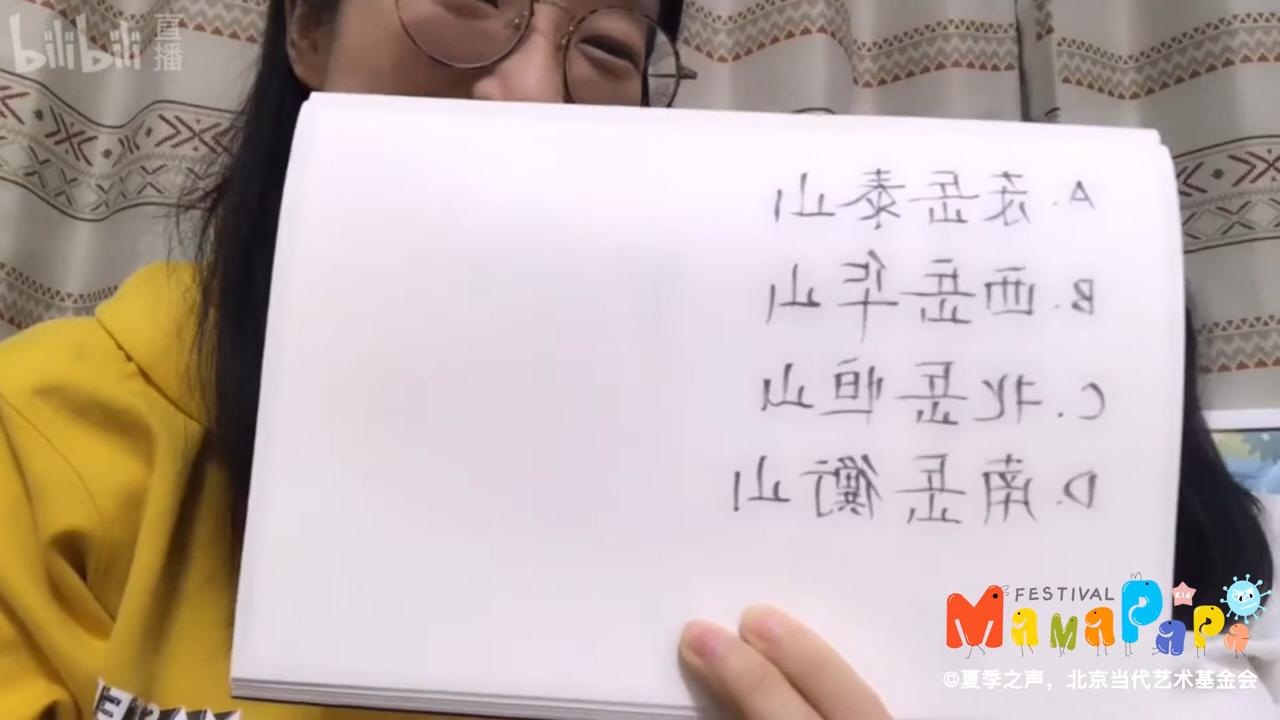 bilibili 直播
A. 东岳泰山
B. 西岳华山
C. 北岳恒山
D. 南岳衡山
FESTIVAL
MaMaPaPa Kid
©夏季之声，北京当代艺术基金会